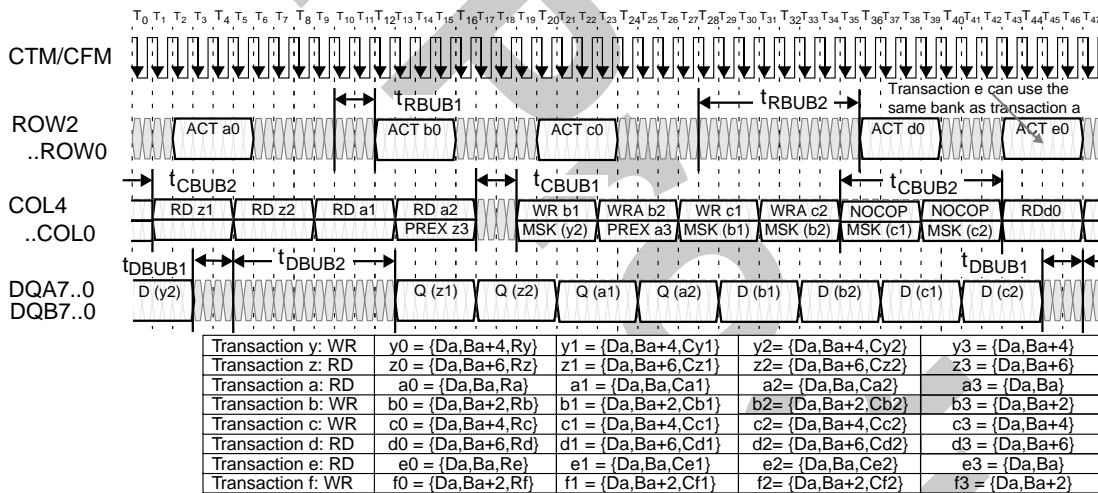 T0 T1 T2 T3 T4 T5 T6 T7 T8 T9 T10 T11 T12 T13 T14 T15 T16 T17 T18 T19 T20 T21 T22 T23 T24 T25 T26 T27 T28 T29 T30 T31 T32 T33 T34 T35 T36 T37 T38 T39 T40 T41 T42 T43 T44 T45 T46 T47
CTM/CFM
tRBUB1 tRBUB2 Transaction e can use the
same bank as transaction a
ROW2
..ROW0
ACT a0 ACT b0 ACT c0 ACT d0 ACT e0
tCBUB2 tCBUB1 tCBUB2
COL4
..COL0
RD z1 RD z2 RD a1 RD a2 WR b1 WRA b2 WR c1 WRA c2 NOCOP NOCOP RDd0
PREX z3 MSK (y2) PREX a3 MSK (b1) MSK (b2) MSK (c1) MSK (c2)
tDBUB1 tDBUB2 tDBUB1
DQA7..0
DQB7..0
D (y2) Q (z1) Q (z2) Q (a1) Q (a2) D (b1) D (b2) D (c1) D (c2)
Transaction y: WR y0 = {Da,Ba+4,Ry} y1 = {Da,Ba+4,Cy1} y2= {Da,Ba+4,Cy2} y3 = {Da,Ba+4}
Transaction z: RD z0 = {Da,Ba+6,Rz} z1 = {Da,Ba+6,Cz1} z2= {Da,Ba+6,Cz2} z3 = {Da,Ba+6}
Transaction a: RD a0 = {Da,Ba,Ra} a1 = {Da,Ba,Ca1} a2= {Da,Ba,Ca2} a3 = {Da,Ba}
Transaction b: WR b0 = {Da,Ba+2,Rb} b1 = {Da,Ba+2,Cb1} b2= {Da,Ba+2,Cb2} b3 = {Da,Ba+2}
Transaction c: WR c0 = {Da,Ba+4,Rc} c1 = {Da,Ba+4,Cc1} c2= {Da,Ba+4,Cc2} c3 = {Da,Ba+4}
Transaction d: RD d0 = {Da,Ba+6,Rd} d1 = {Da,Ba+6,Cd1} d2= {Da,Ba+6,Cd2} d3 = {Da,Ba+6}
Transaction e: RD e0 = {Da,Ba,Re} e1 = {Da,Ba,Ce1} e2= {Da,Ba,Ce2} e3 = {Da,Ba}
Transaction f: WR f0 = {Da,Ba+2,Rf} f1 = {Da,Ba+2,Cf1} f2= {Da,Ba+2,Cf2} f3 = {Da,Ba+2}